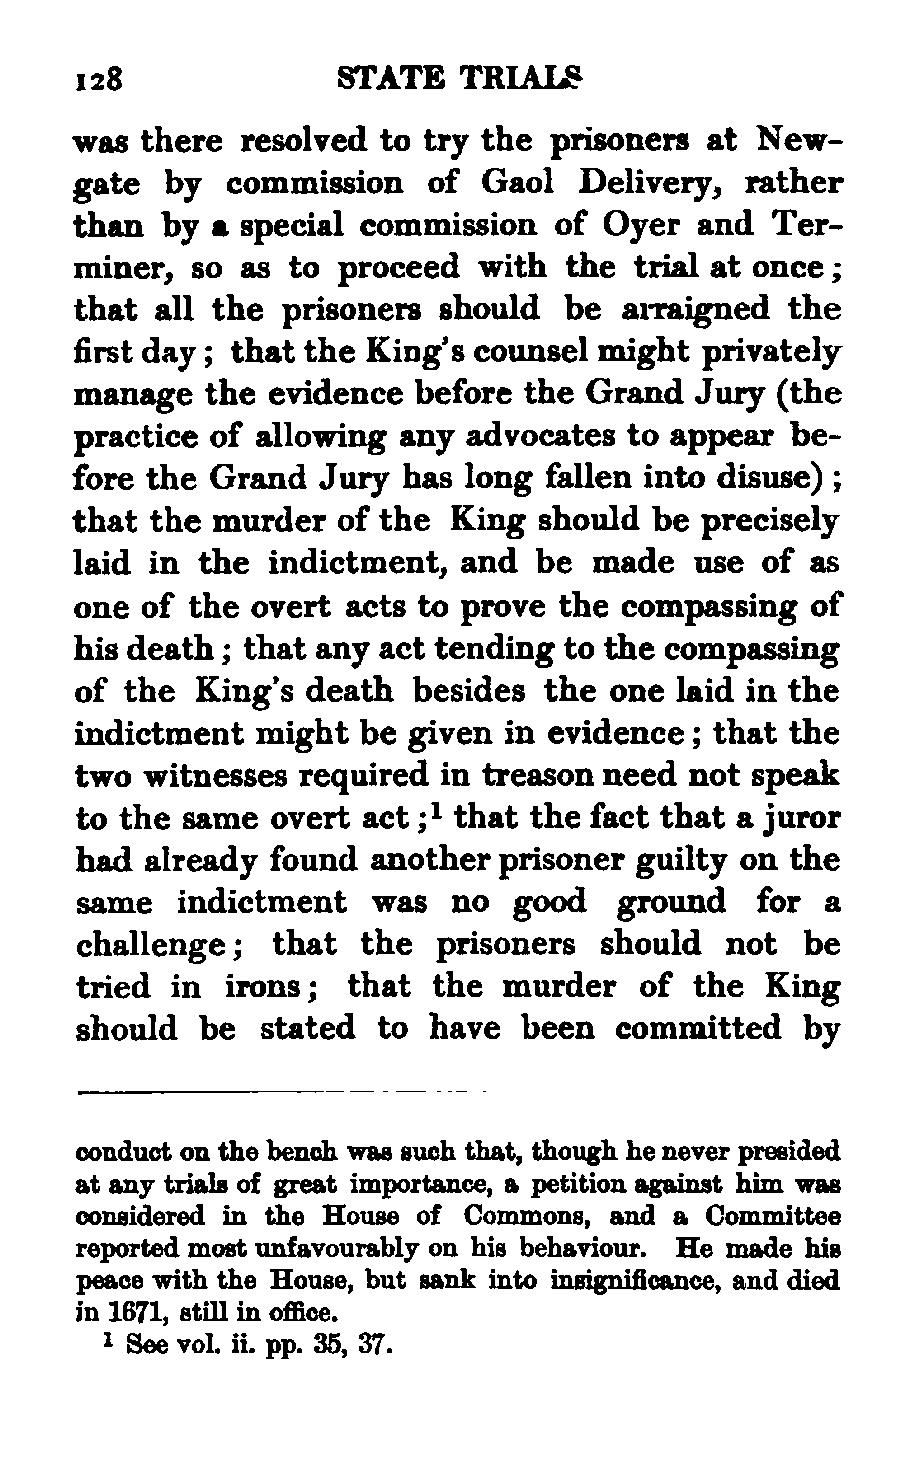 128 STATE TRIALS
was there resolved to try the prisoners at New-
gate by commission of Gaol Delivery, rather
than by a special commission of Oyer and Ter-
miner, so as to proceed with the trial at once;
that all the prisoners should be arraigned the
first day; that the King's counsel might privately
manage the evidence before the Grand Jury (the
practice of allowing any advocates to appear be-
fore the Grand Jury has long fallen into disuse);
that the murder of the King should be precisely
laid in the indictment, and be made use of as
one of the overt acts to prove the compassing of
his death; that any act tending to the compassing
of the King's death besides the one laid in the
indictment might be given in evidence; that the
two witnesses required in treason need not speak
to the same overt act;¹ that the fact that a juror
had already found another prisoner guilty on the
same indictment was no good ground for a
challenge; that the prisoners should not be
tried in irons; that the murder of the King
should be stated to have been committed by
conduct on the bench was such that, though he never presided
at any trials of great importance, a petition against him was
considered in the House of Commons, and a Committee
reported most unfavourably on his behaviour. He made his
peace with the House, but sank into insignificance, and died
in 1671, still in office.
¹ See vol. ii. pp. 35, 37.